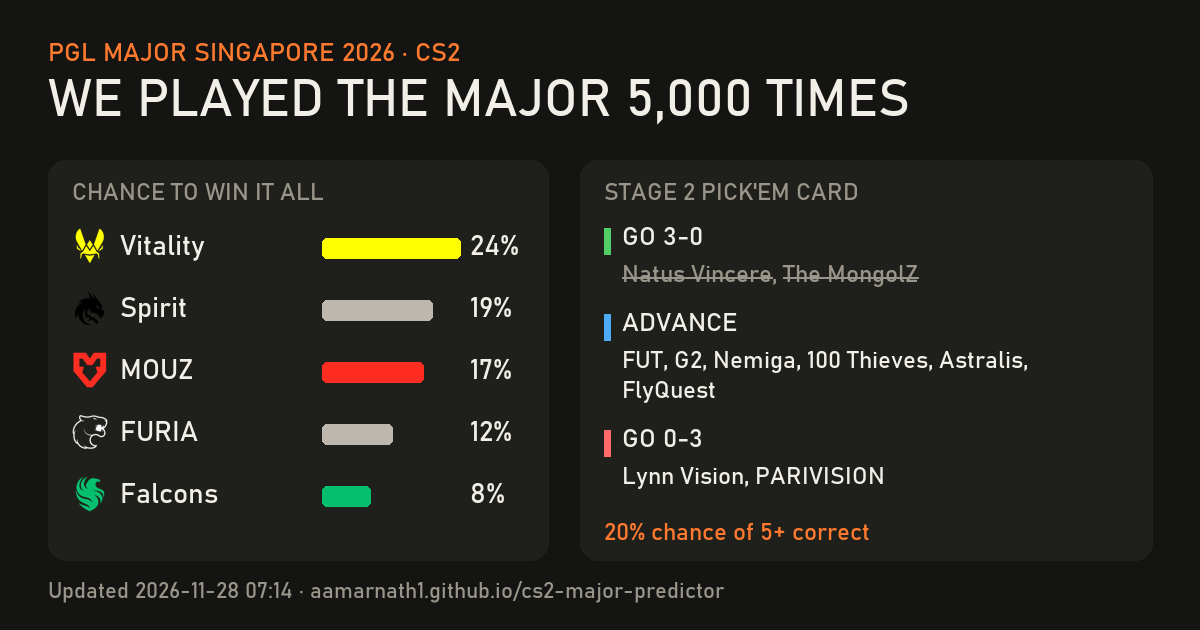 PGL MAJOR SINGAPORE 2026 · CS2
WE PLAYED THE MAJOR 5,000 TIMES
CHANCE TO WIN IT ALL
Vitality 24%
Spirit 19%
MOUZ 17%
FURIA 12%
Falcons 8%
STAGE 2 PICK'EM CARD
GO 3-0
Natus Vincere, The MongolZ
ADVANCE
FUT, G2, Nemiga, 100 Thieves, Astralis,
FlyQuest
GO 0-3
Lynn Vision, PARIVISION
20% chance of 5+ correct
Updated 2026-11-28 07:14 · aamarnath1.github.io/cs2-major-predictor